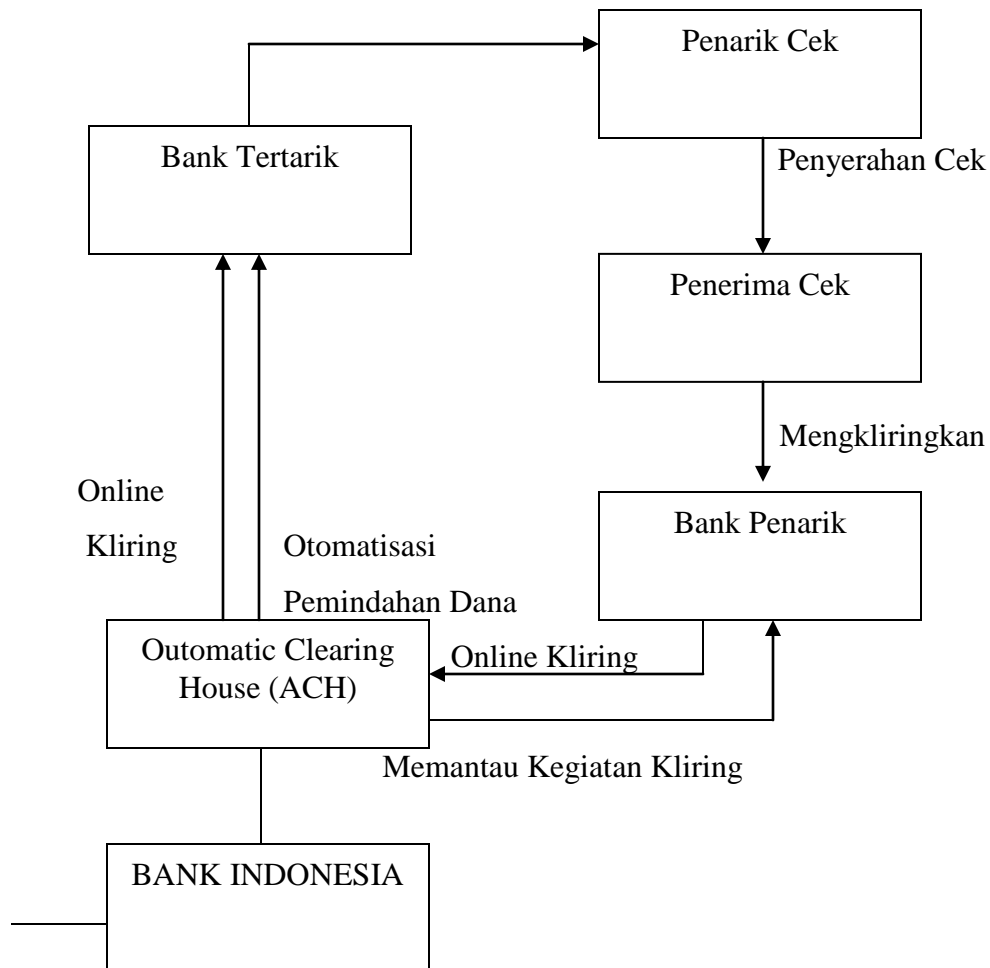 Penarik Cek
Bank Tertarik
Penyerahan Cek
Penerima Cek
Mengkliringkan
Online
Kliring
Otomatisasi
Pemindahan Dana
Bank Penarik
Outomatic Clearing
House (ACH)
Online Kliring
Memantau Kegiatan Kliring
BANK INDONESIA